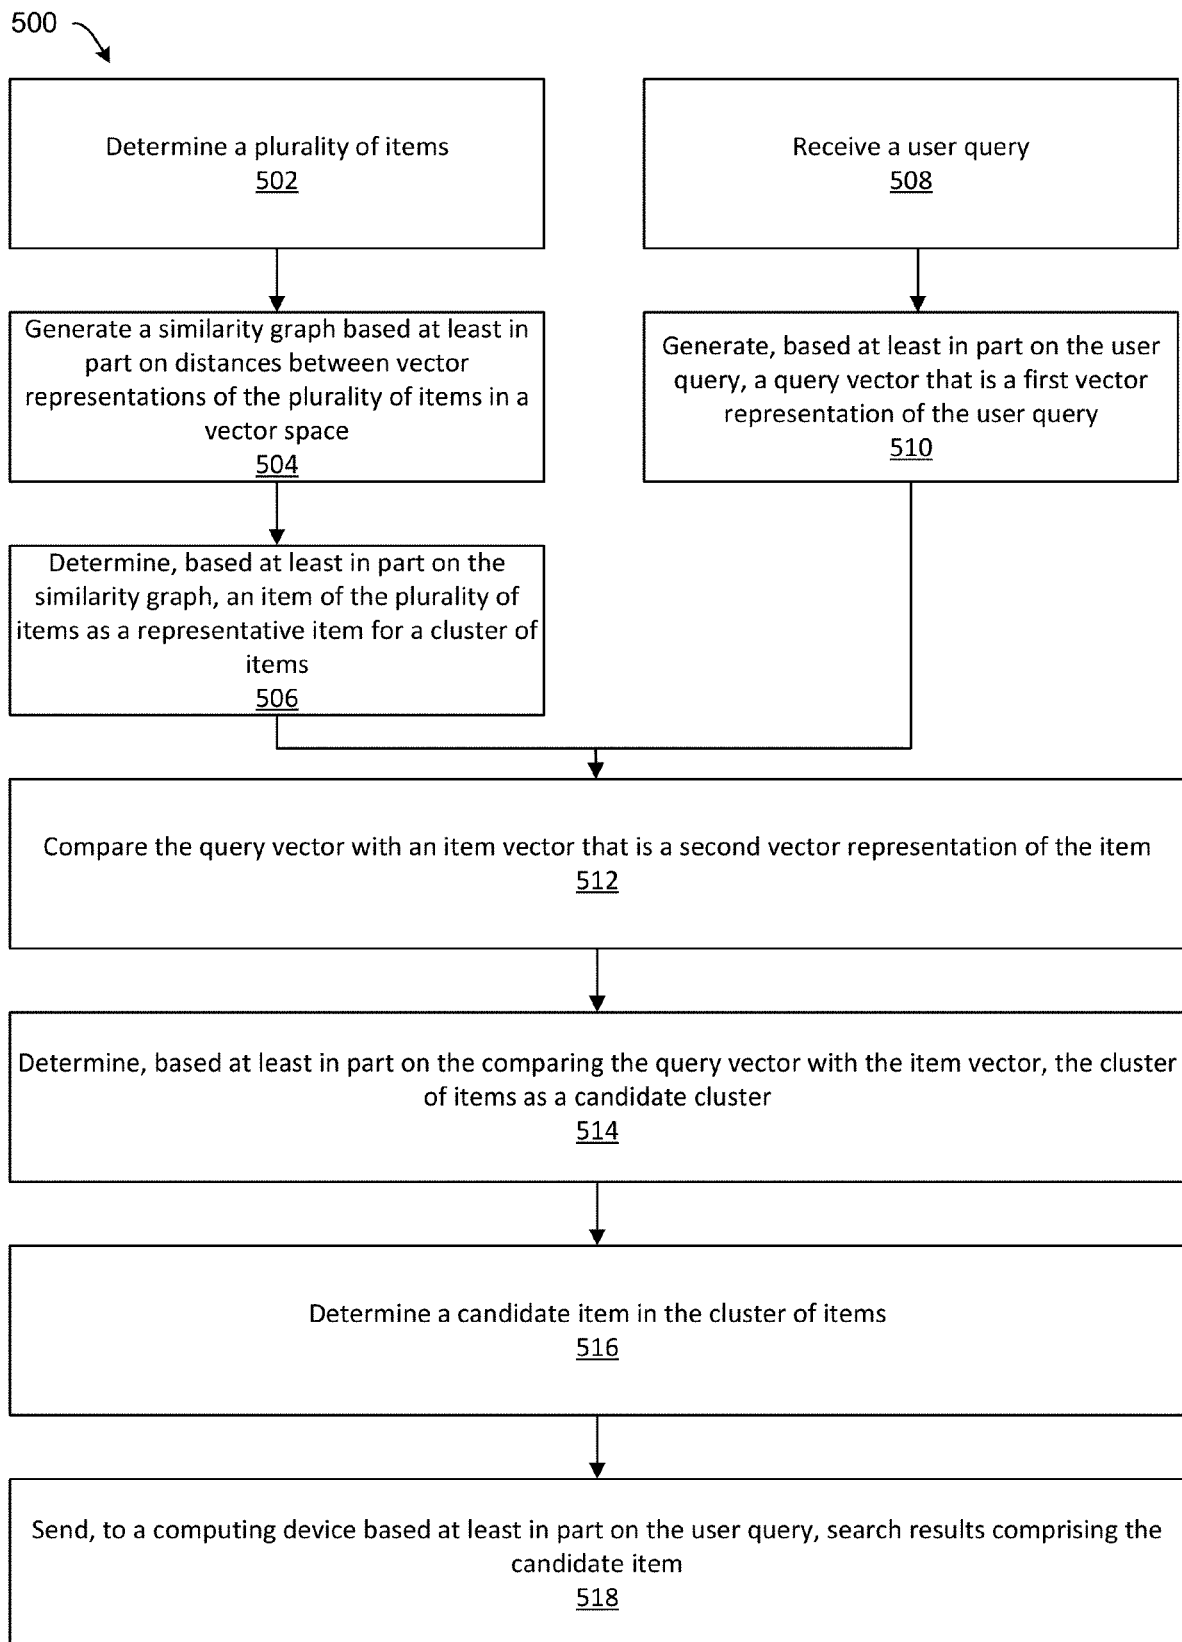 500
Determine a plurality of items
502
Generate a similarity graph based at least in
part on distances between vector
representations of the plurality of items in a
vector space
504
Determine, based at least in part on the
similarity graph, an item of the plurality of
items as a representative item for a cluster of
items
506
Receive a user query
508
Generate, based at least in part on the user
query, a query vector that is a first vector
representation of the user query
510
Compare the query vector with an item vector that is a second vector representation of the item
512
Determine, based at least in part on the comparing the query vector with the item vector, the cluster
of items as a candidate cluster
514
Determine a candidate item in the cluster of items
516
Send, to a computing device based at least in part on the user query, search results comprising the
candidate item
518